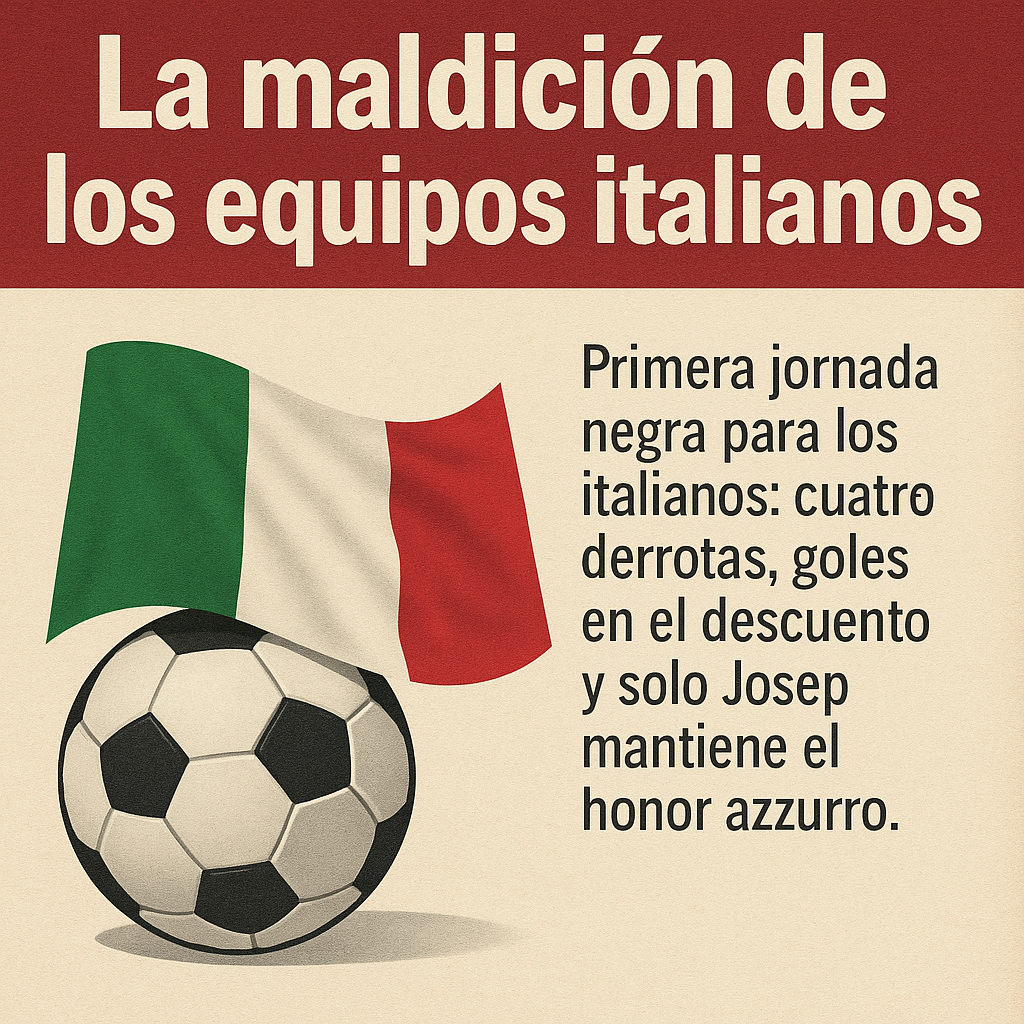 La maldición de
los equipos italianos
Primera jornada
negra para los
italianos: cuatro
derrotas, goles
en el descuento
y solo Josep
mantiene el
honor azzurro.